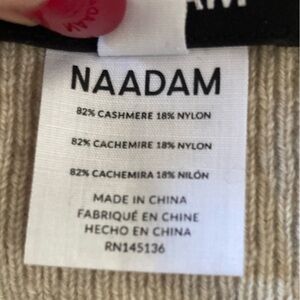 NAADAM
82% CASHMERE 18% NYLON
82% CACHEMIRE 18% NYLON
82% CACHEMIRA 18% NILÓN
MADE IN CHINA
FABRIQUÉ EN CHINE
HECHO EN CHINA
RN145136